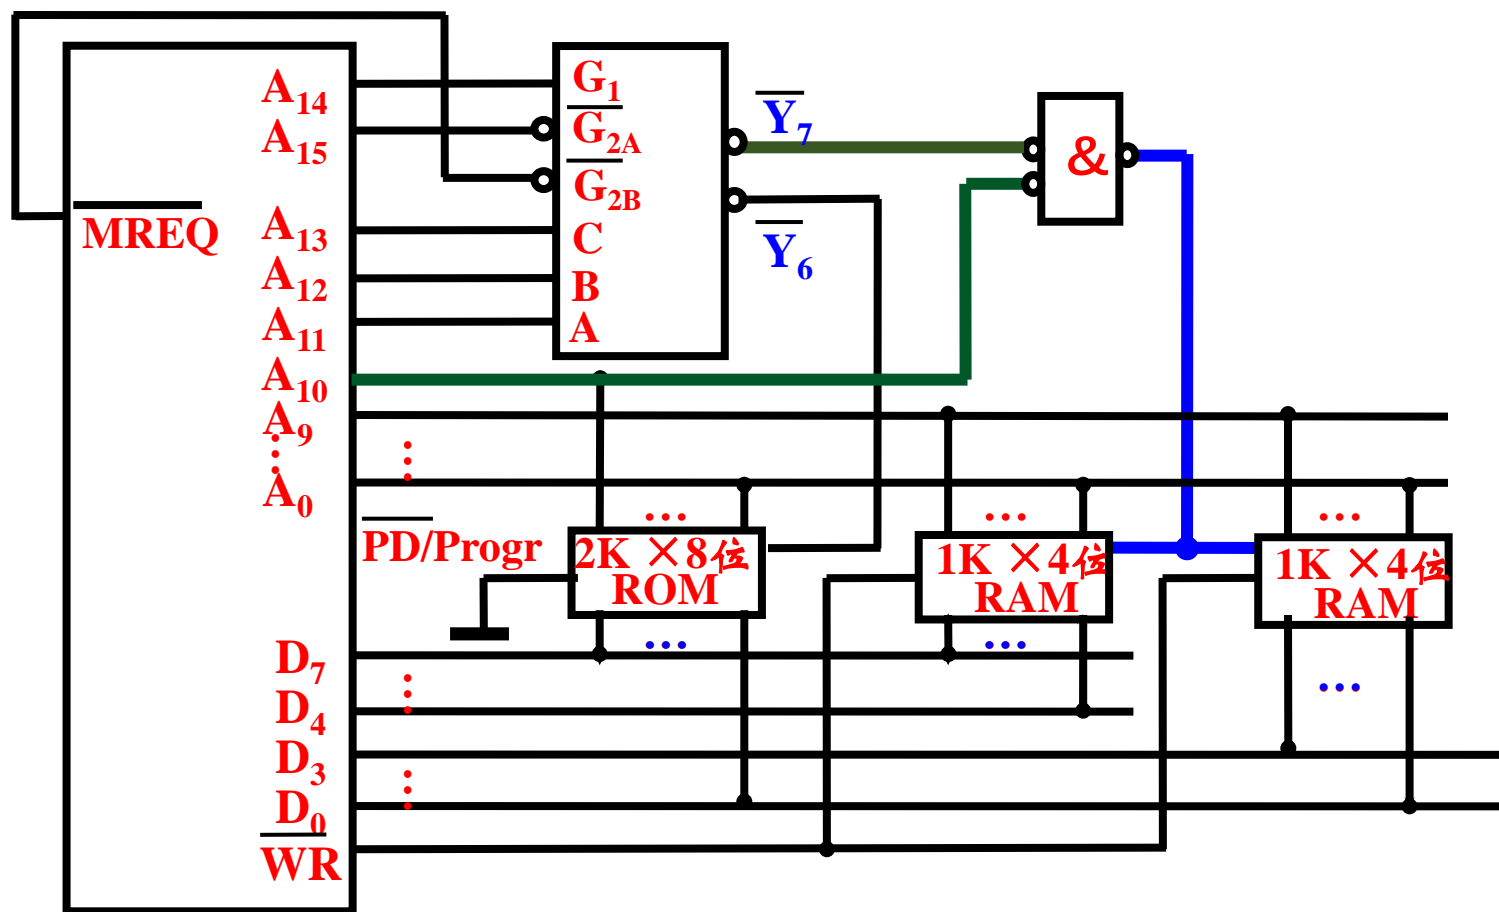 A14
A15
MREQ
A13
A12
A11
A10
A9
⋮
A0
G1
G2A
G2B
C
B
A
Y7
Y6
&
⋮
PD/Progr
…
2K ×8位
ROM
…
…
1K ×4位
RAM
…
…
1K ×4位
RAM
…
D7
⋮
D4
D3
⋮
D0
WR